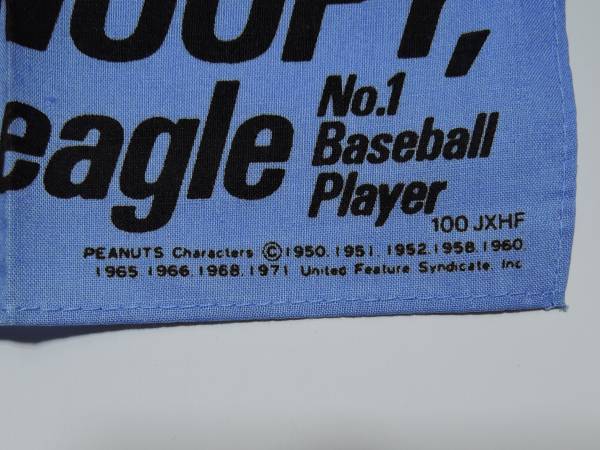 NOOPY,
eagle
No.1
Baseball
Player
100 JXHF
PEANUTS Characters ©1950.1951.1952.1958.1960.
1965.1966.1968.1971 United Feature Syndicate. Inc